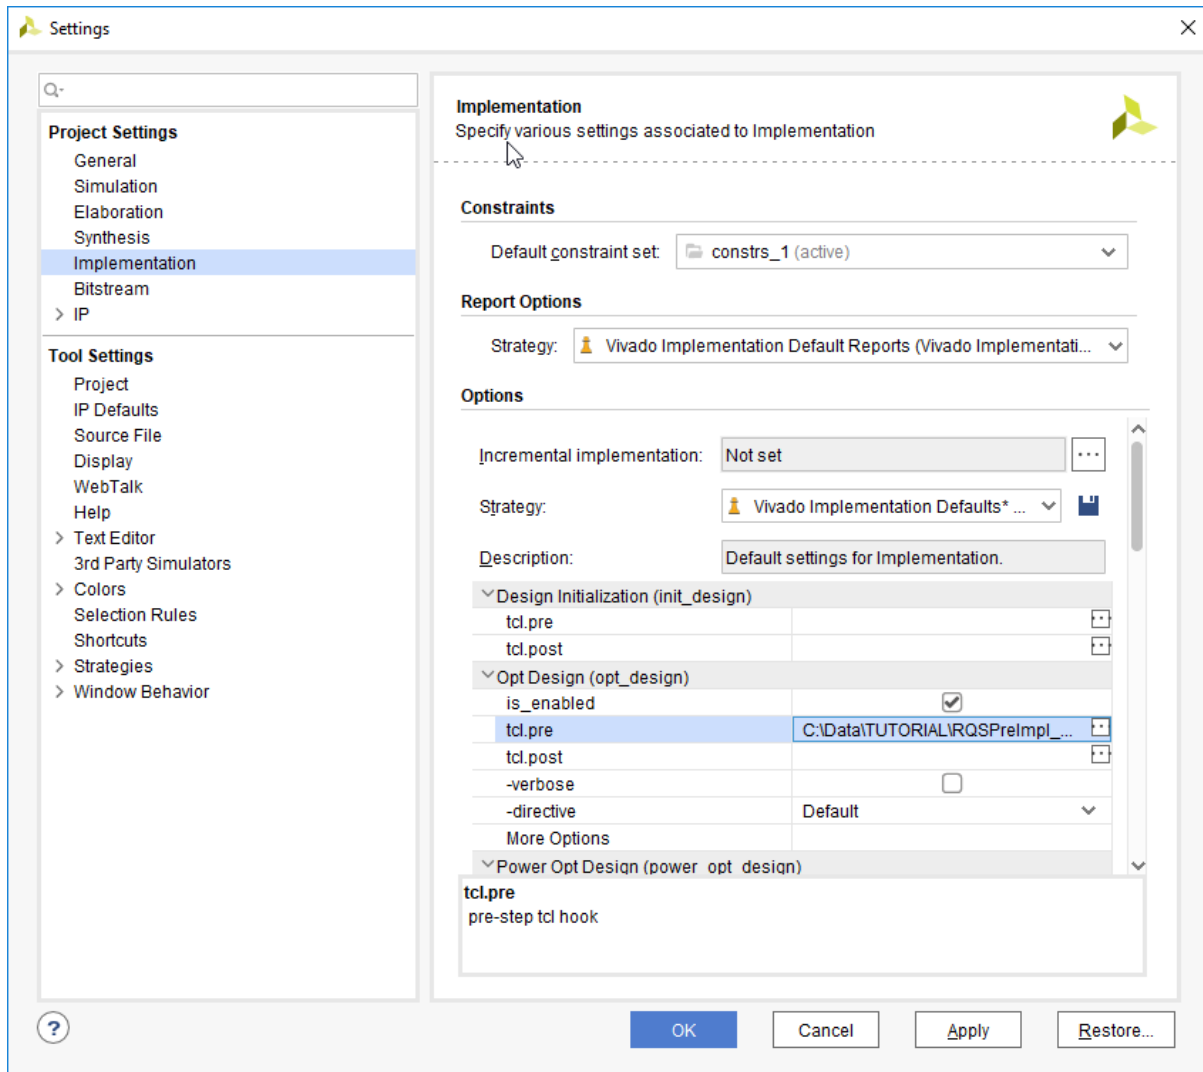 Settings
Project Settings
General
Simulation
Elaboration
Synthesis
Implementation
Bitstream
IP
Tool Settings
Project
IP Defaults
Source File
Display
WebTalk
Help
Text Editor
3rd Party Simulators
Colors
Selection Rules
Shortcuts
Strategies
Window Behavior
Implementation
Specify various settings associated to Implementation
Constraints
Default constraint set: constrs_1 (active)
Report Options
Strategy: Vivado Implementation Default Reports (Vivado Implementati...
Options
Incremental implementation: Not set ...
Strategy: Vivado Implementation Defaults* ...
Description: Default settings for Implementation.
Design Initialization (init_design)
tcl.pre
tcl.post
Opt Design (opt_design)
is_enabled
tcl.pre C:\Data\TUTORIAL\RQSPreImpl_...
tcl.post
-verbose
-directive Default
More Options
Power Opt Design (power_opt_design)
tcl.pre
pre-step tcl hook
? OK Cancel Apply Restore...